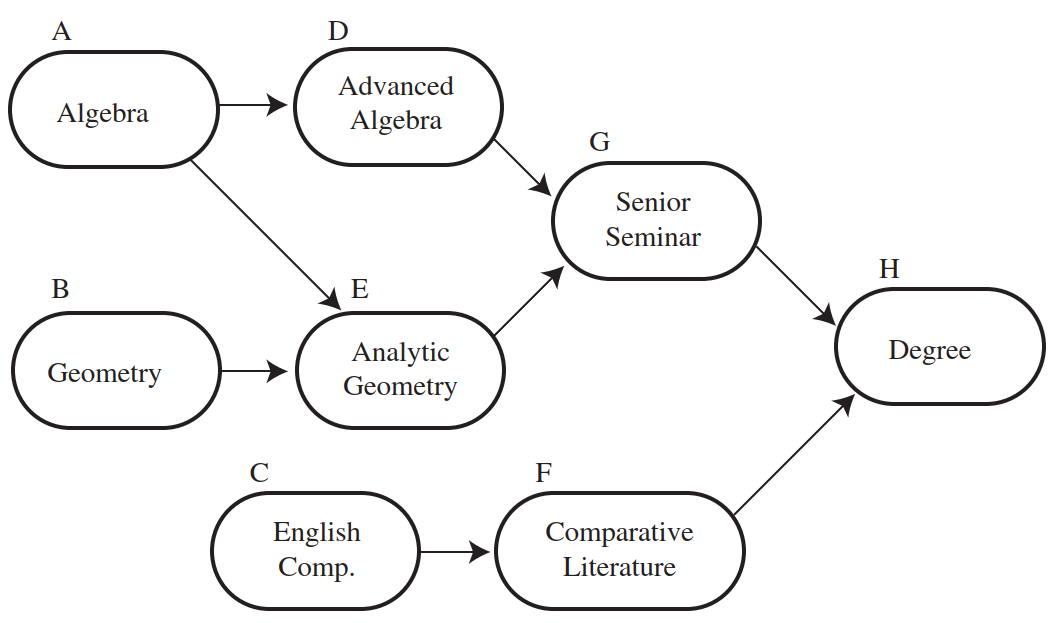 A
Algebra
D
Advanced
Algebra
G
Senior
Seminar
B
Geometry
E
Analytic
Geometry
H
Degree
C
English
Comp.
F
Comparative
Literature